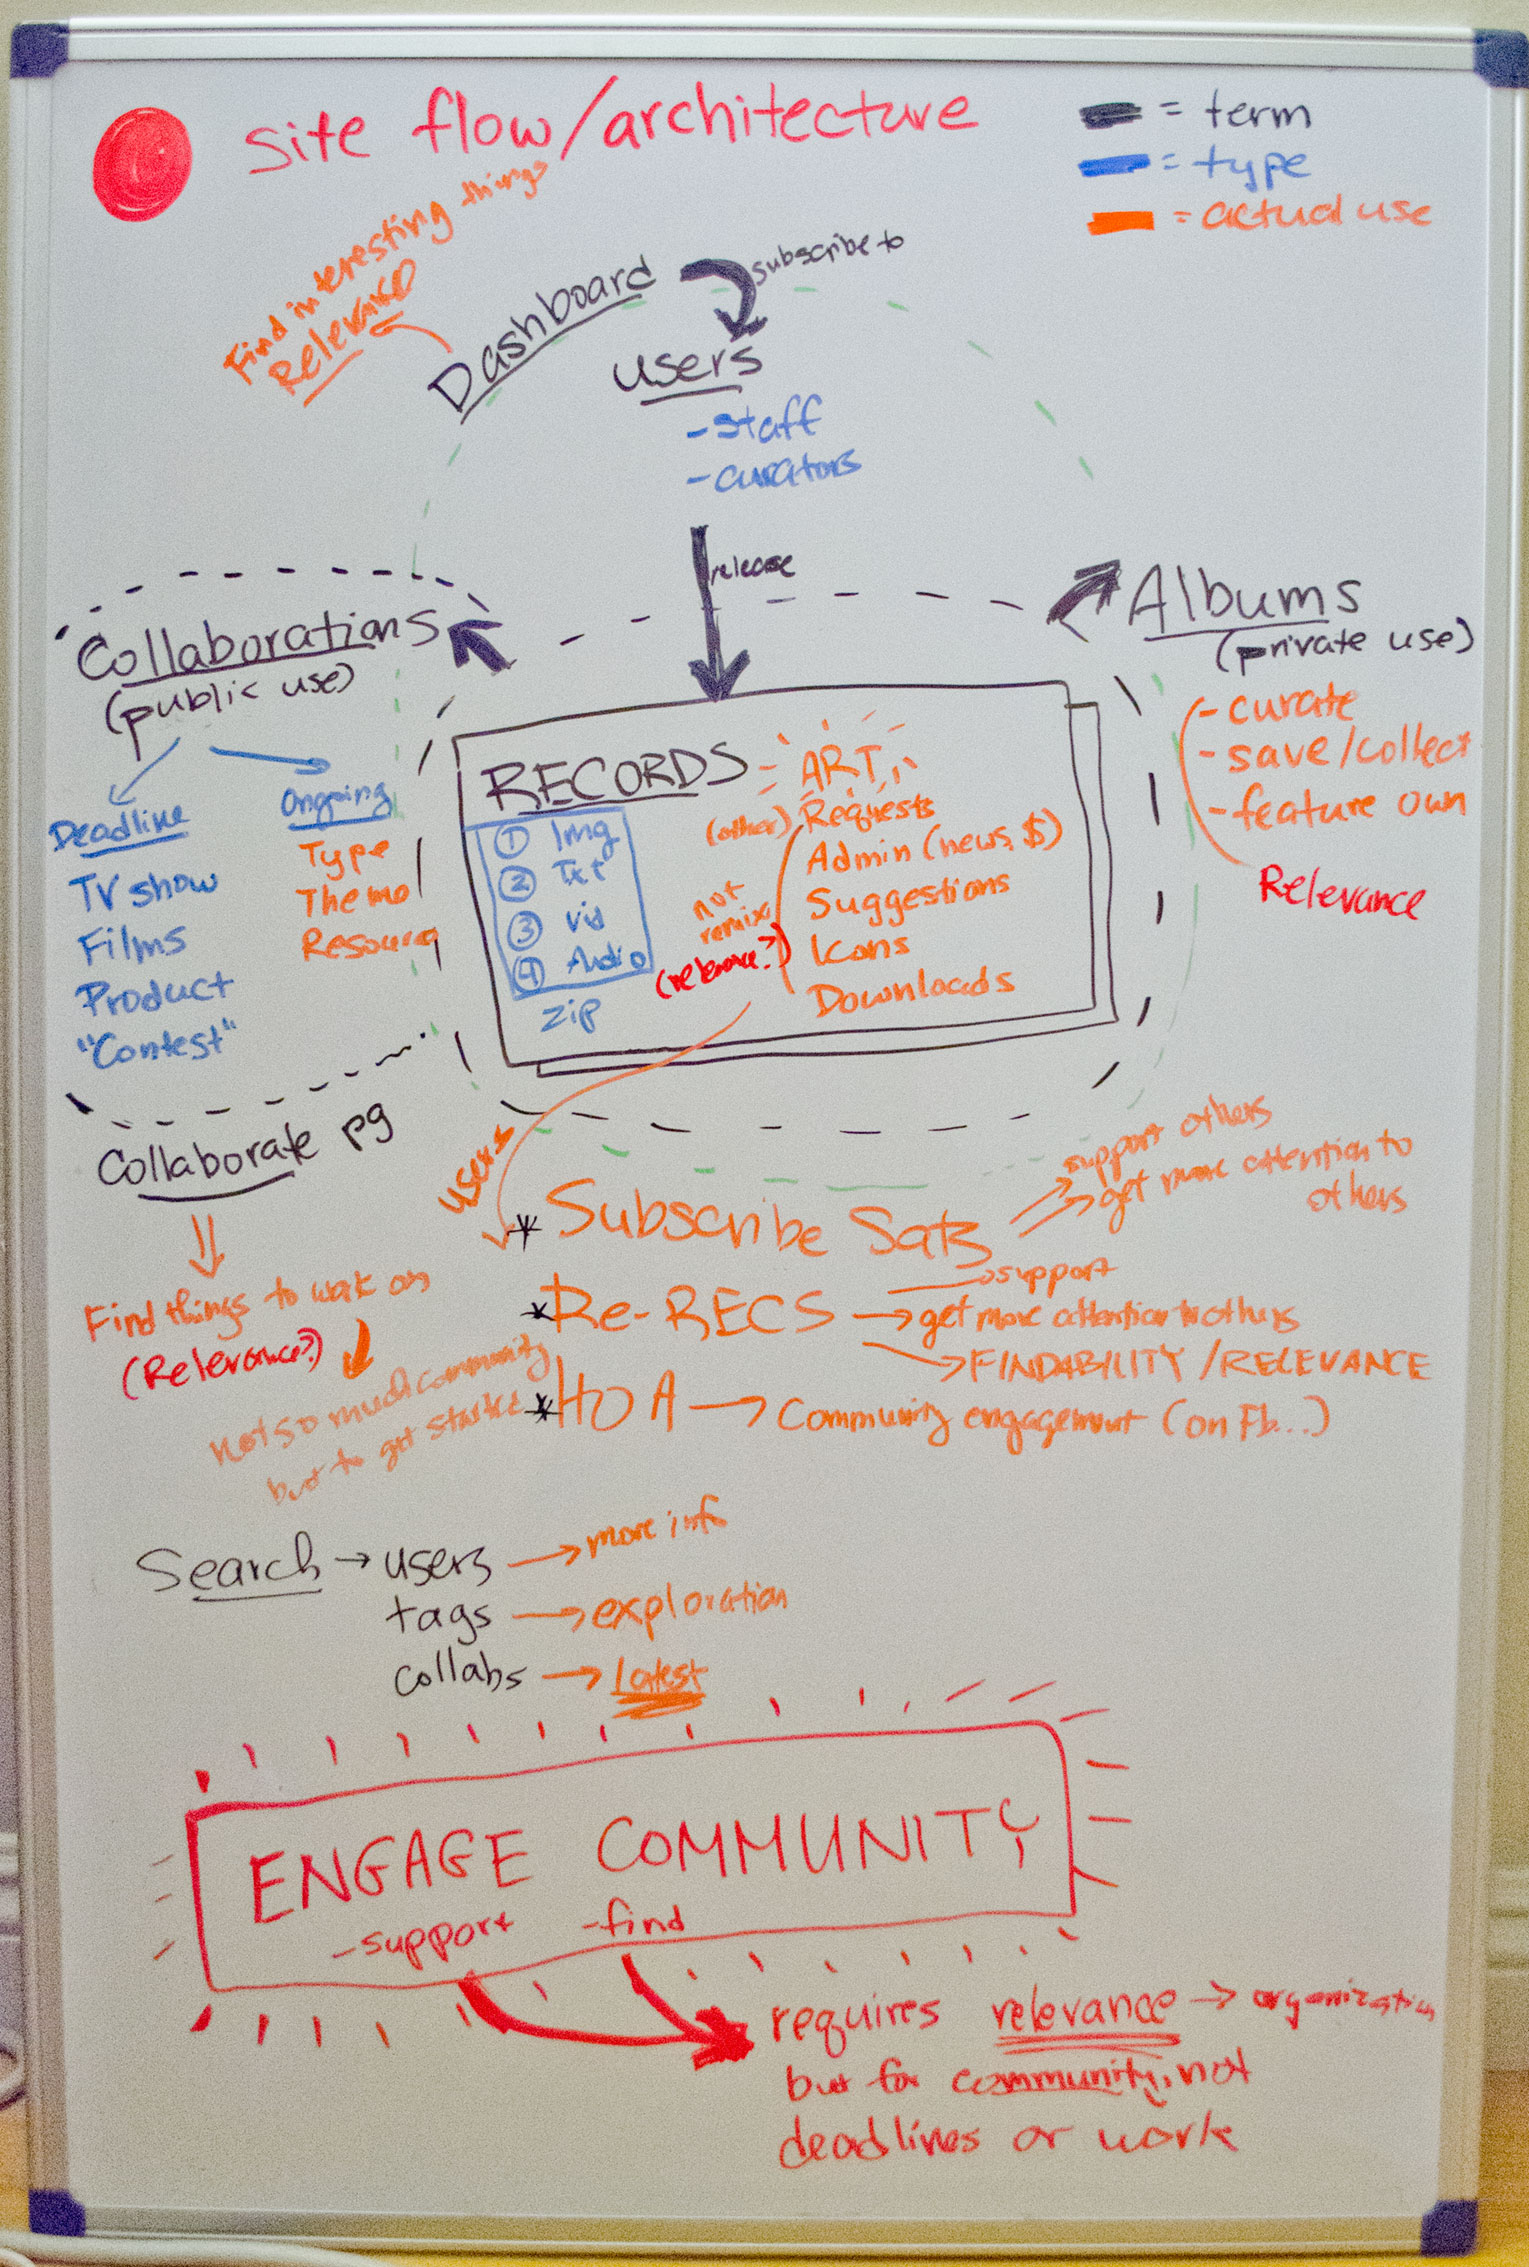 site flow/architecture
= term
= type
= actual use
Find interesting things
Relevance
Dashboard
subscribe to
users
- staff
- curators
release
Collaborations
(public use)
Deadline
TV show
Films
Product
"Contest"
Ongoing
Type
Theme
Resource
Collaborate pg
Find things to work on
(Relevance?)
not so much community
but to get started
Albums
(private use)
- curate
- save/collect
- feature own
Relevance
RECORDS
① Img
② Txt
③ Vid
④ Audio
zip
ART
(other) Requests
Admin (news, $)
Suggestions
Icons
Downloads
not
remixed
(relevance?)
users
* Subscribe Sats
support others
get more attention to
others
* Re-RECS
support
get more attention to others
FINDABILITY/RELEVANCE
* HOA → Community engagement (on Fb...)
Search → users → more info
tags → exploration
collabs → Latest
ENGAGE COMMUNITY
- support - find
requires relevance → organization
but for community, not
deadlines or work